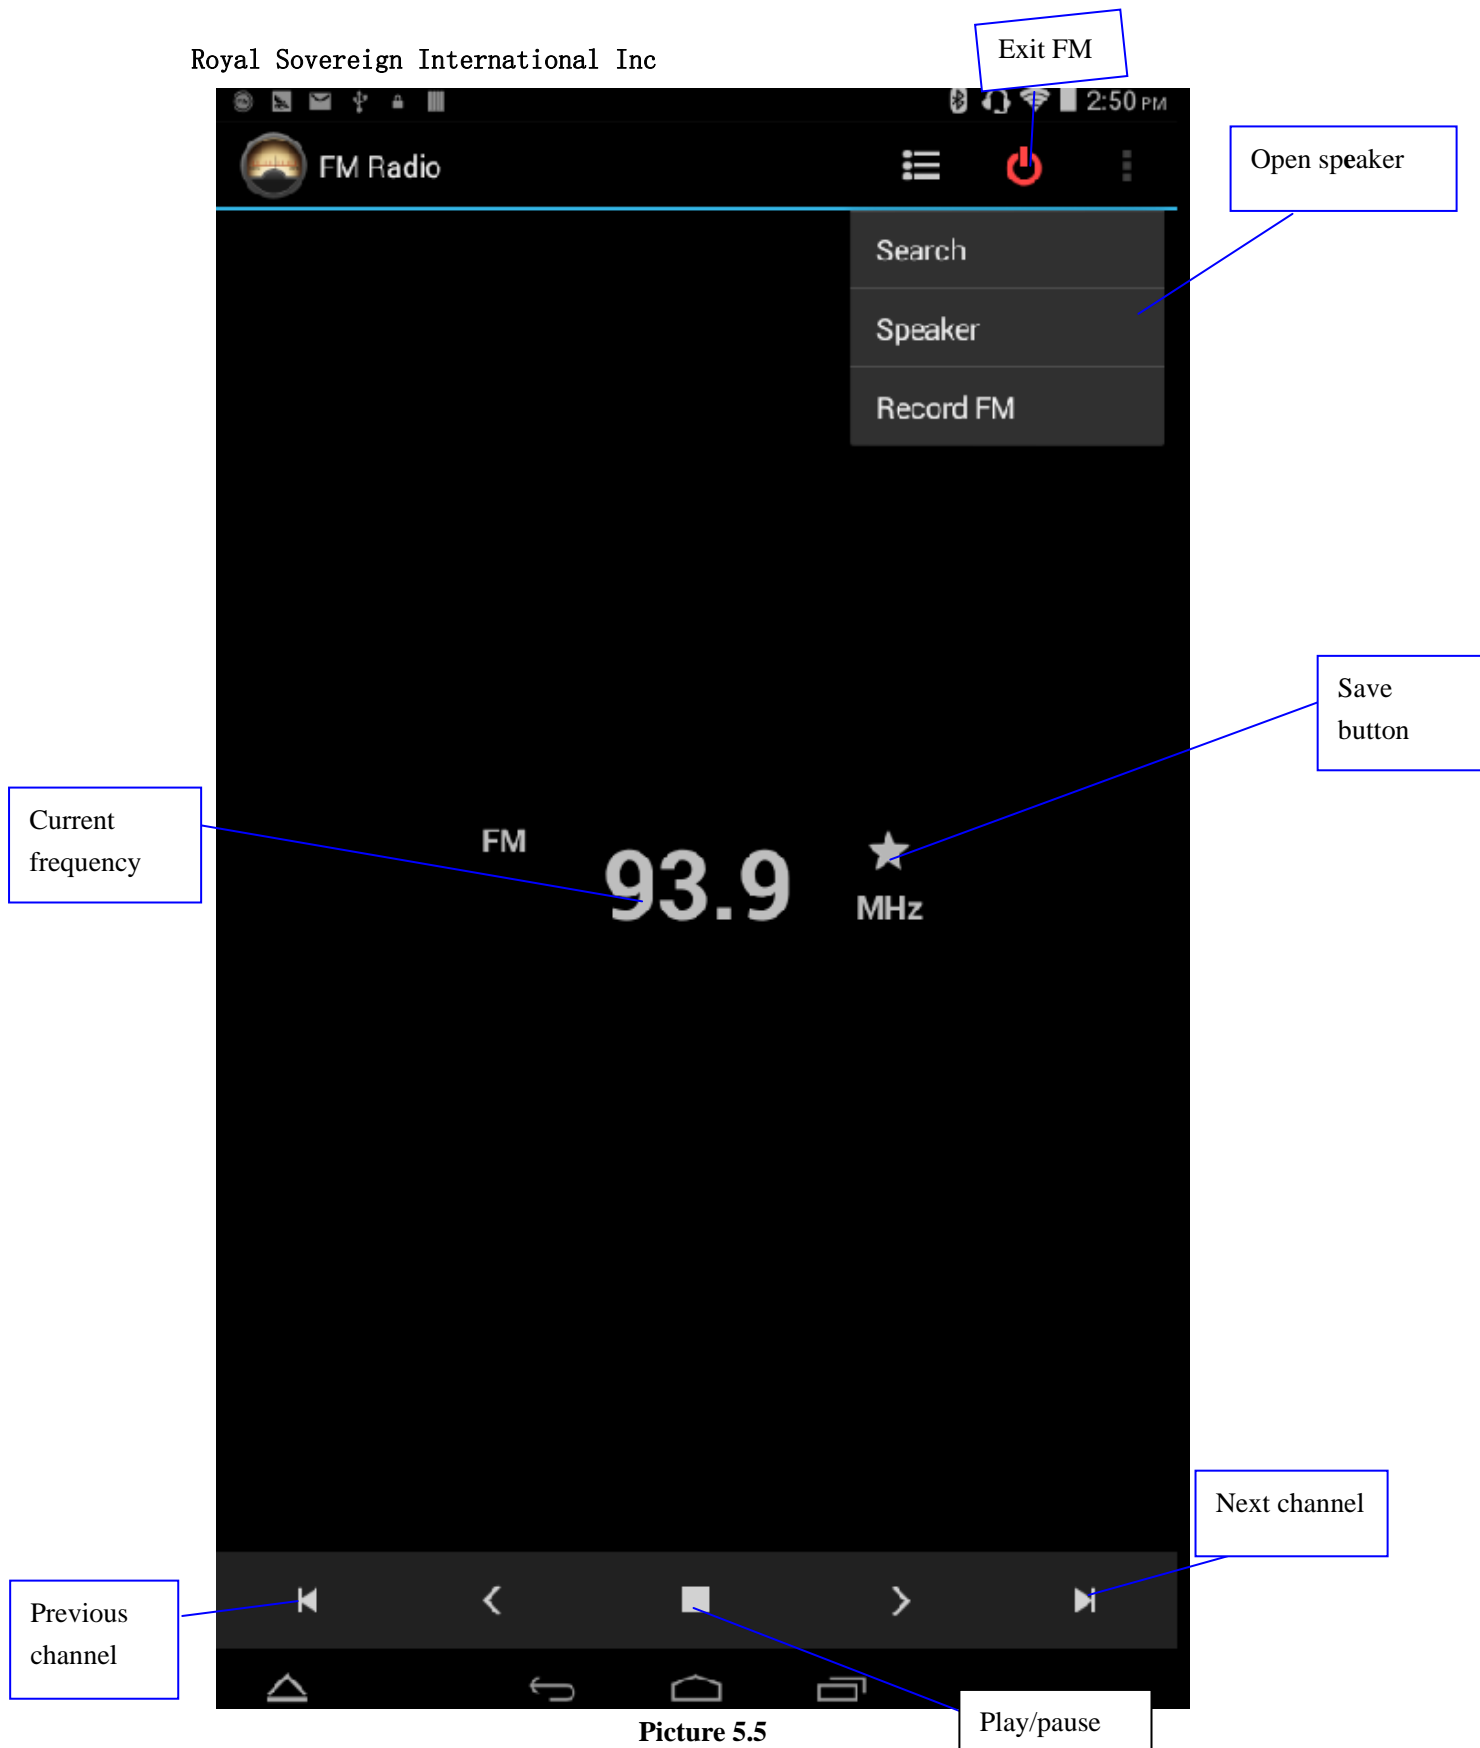 Exit FM
Royal Sovereign International Inc
2:50 PM
FM Radio
Open speaker
Search
Speaker
Record FM
Save
button
Current
frequency
FM
93.9
MHz
Next channel
Previous
channel
Play/pause
Picture 5.5